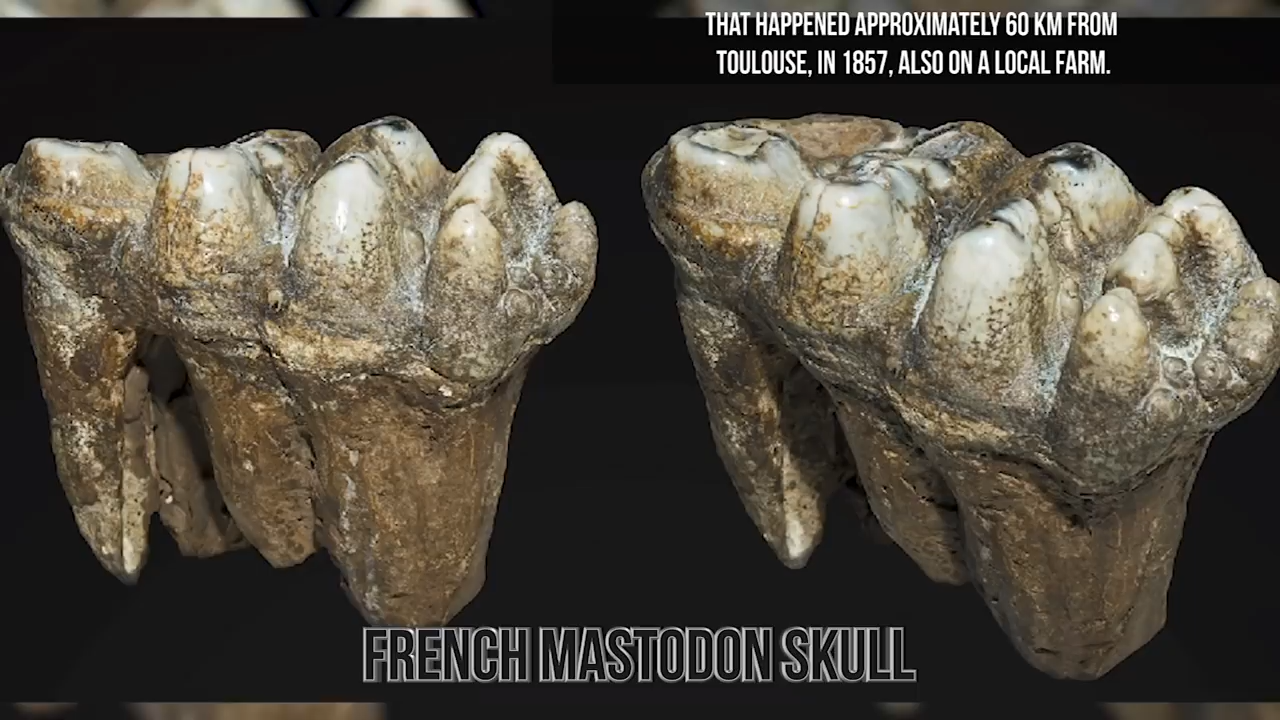 THAT HAPPENED APPROXIMATELY 60 KM FROM
TOULOUSE, IN 1857, ALSO ON A LOCAL FARM.
FRENCH MASTODON SKULL